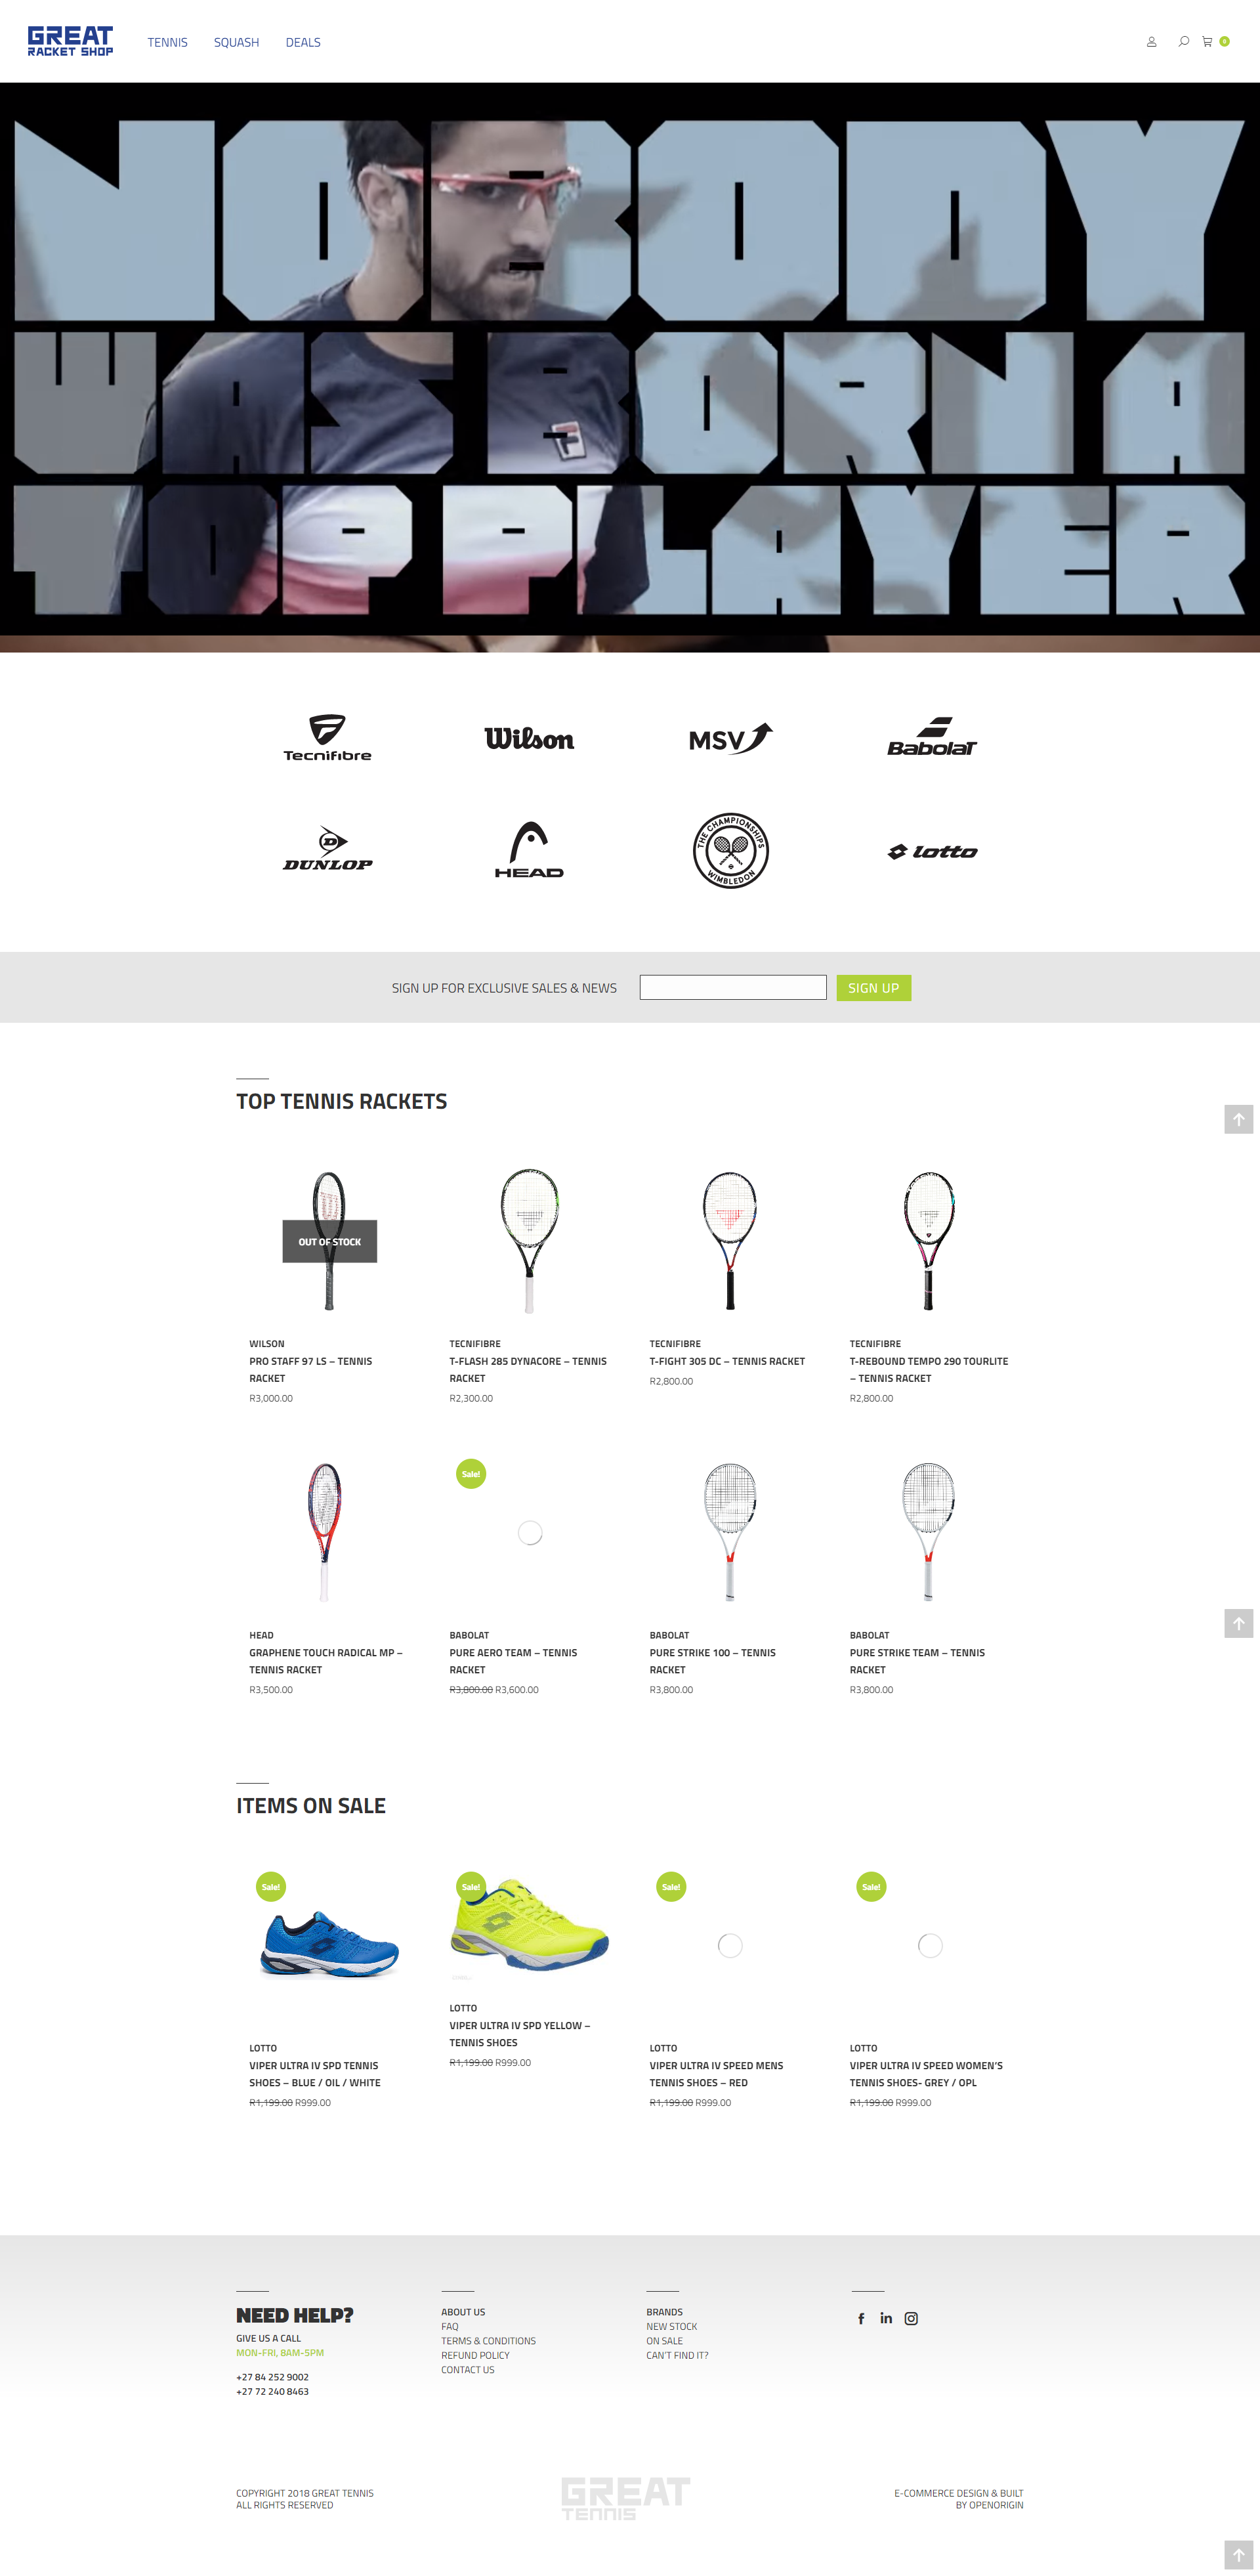 GREAT
RACKET SHOP
TENNIS
SQUASH
DEALS
0
NOBODY
WAS BORN A
TOP PLAYER
Tecnifibre
Wilson
MSV
Babolat
DUNLOP
HEAD
THE CHAMPIONSHIPS
WIMBLEDON
lotto
SIGN UP FOR EXCLUSIVE SALES & NEWS
SIGN UP
TOP TENNIS RACKETS
OUT OF STOCK
WILSON
PRO STAFF 97 LS – TENNIS
RACKET
R3,000.00
TECNIFIBRE
T-FLASH 285 DYNACORE – TENNIS
RACKET
R2,300.00
TECNIFIBRE
T-FIGHT 305 DC – TENNIS RACKET
R2,800.00
TECNIFIBRE
T-REBOUND TEMPO 290 TOURLITE
– TENNIS RACKET
R2,800.00
HEAD
GRAPHENE TOUCH RADICAL MP –
TENNIS RACKET
R3,500.00
Sale!
BABOLAT
PURE AERO TEAM – TENNIS
RACKET
R3,800.00 R3,600.00
BABOLAT
PURE STRIKE 100 – TENNIS
RACKET
R3,800.00
BABOLAT
PURE STRIKE TEAM – TENNIS
RACKET
R3,800.00
ITEMS ON SALE
Sale!
LOTTO
VIPER ULTRA IV SPD TENNIS
SHOES – BLUE / OIL / WHITE
R1,199.00 R999.00
Sale!
LOTTO
VIPER ULTRA IV SPD YELLOW –
TENNIS SHOES
R1,199.00 R999.00
Sale!
LOTTO
VIPER ULTRA IV SPEED MENS
TENNIS SHOES – RED
R1,199.00 R999.00
Sale!
LOTTO
VIPER ULTRA IV SPEED WOMEN'S
TENNIS SHOES- GREY / OPL
R1,199.00 R999.00
NEED HELP?
GIVE US A CALL
MON-FRI, 8AM-5PM
+27 84 252 9002
+27 72 240 8463
ABOUT US
FAQ
TERMS & CONDITIONS
REFUND POLICY
CONTACT US
BRANDS
NEW STOCK
ON SALE
CAN'T FIND IT?
COPYRIGHT 2018 GREAT TENNIS
ALL RIGHTS RESERVED
GREAT
TENNIS
E-COMMERCE DESIGN & BUILT
BY OPENORIGIN